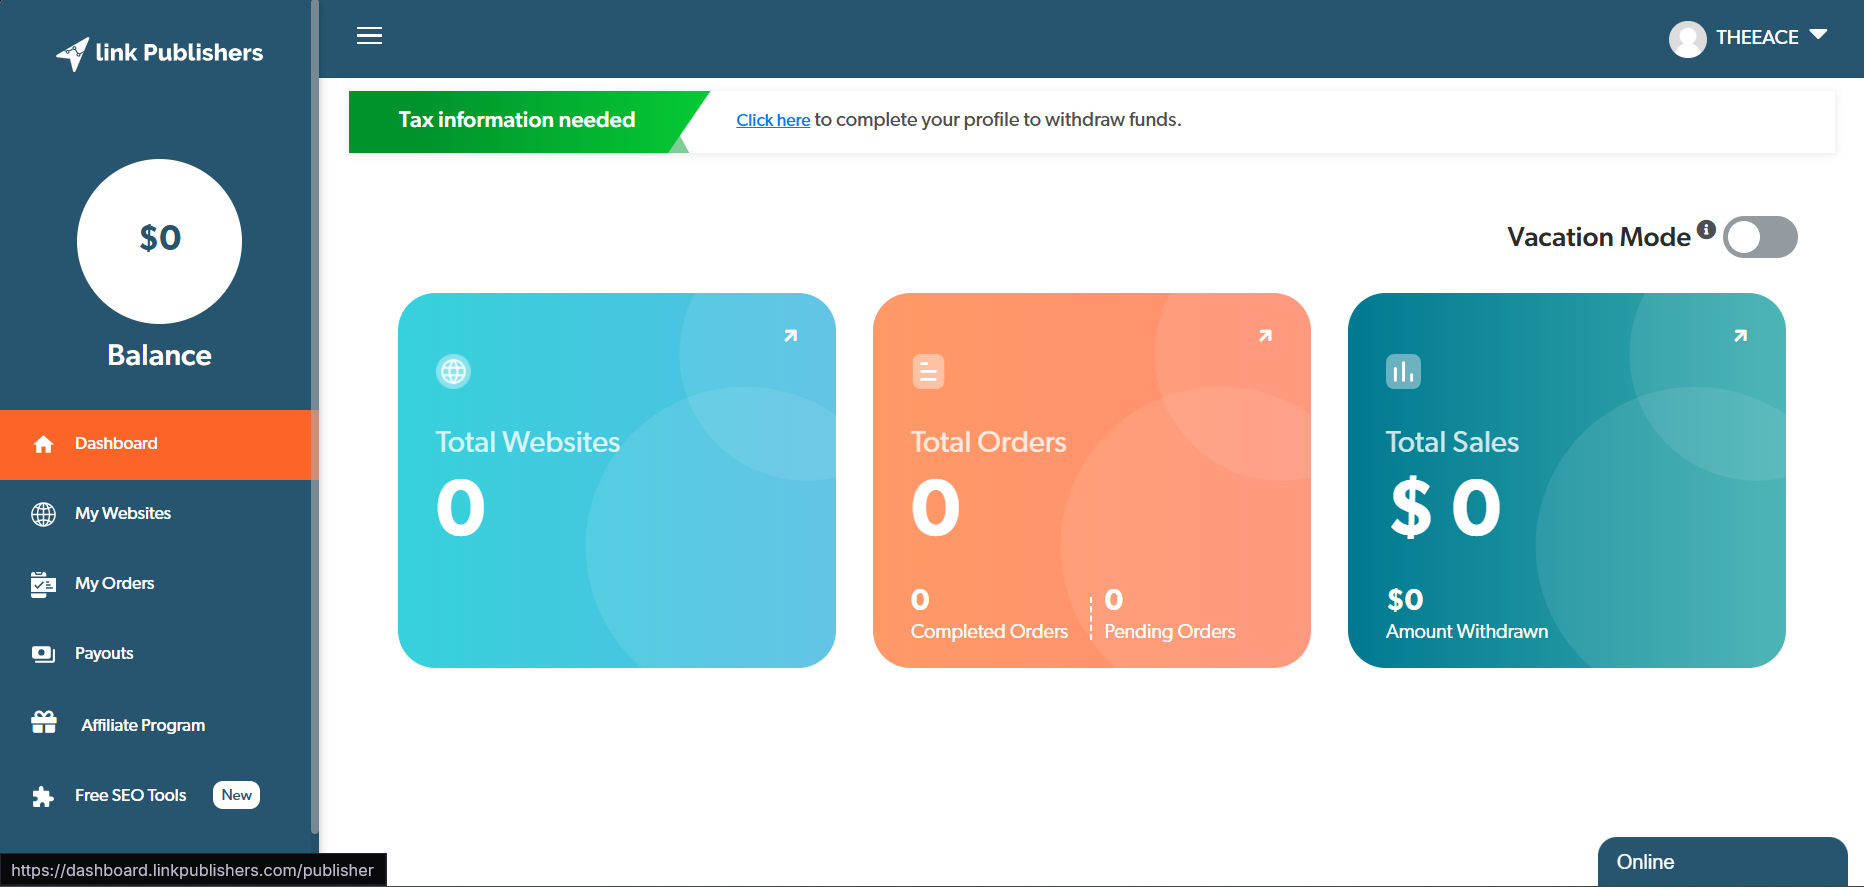 link Publishers
THEEACE
Tax information needed
Click here to complete your profile to withdraw funds.
$0
Balance
Vacation Mode
Dashboard
My Websites
My Orders
Payouts
Affiliate Program
Free SEO Tools New
Total Websites
0
Total Orders
0
0
Completed Orders
0
Pending Orders
Total Sales
$ 0
$0
Amount Withdrawn
https://dashboard.linkpublishers.com/publisher
Online